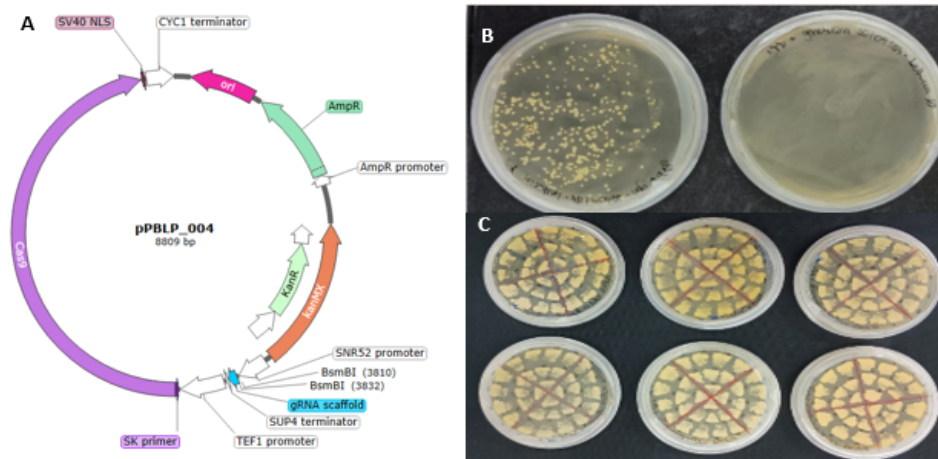 A
SV40 NLS
CYC1 terminator
ori
AmpR
AmpR promoter
pPBLP_004
8809 bp
Cas9
KanR
kanMX
SNR52 promoter
BsmBI (3810)
BsmBI (3832)
gRNA scaffold
SUP4 terminator
TEF1 promoter
SK primer
B
C